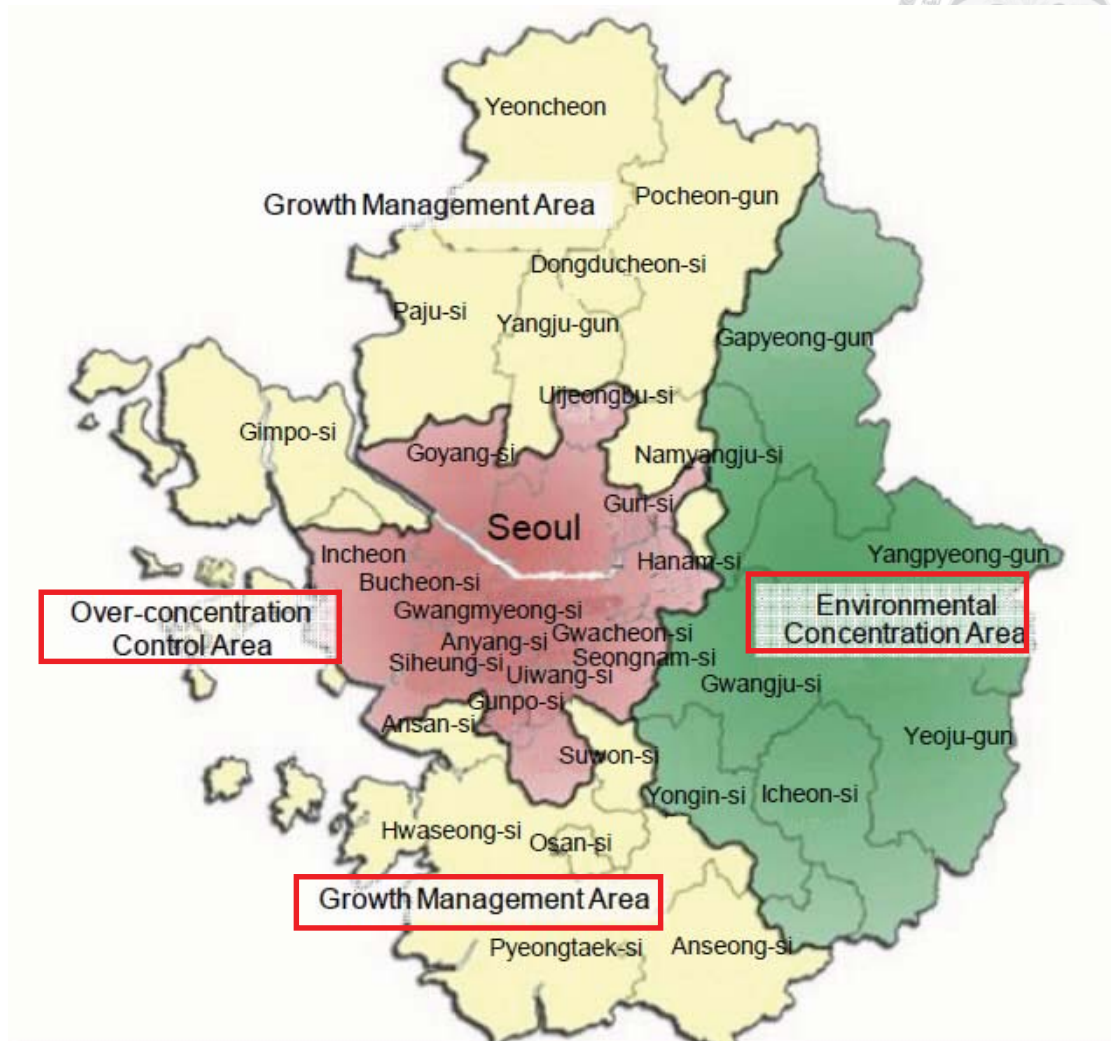 Yeoncheon
Growth Management Area
Pocheon-gun
Dongducheon-si
Paju-si
Yangju-gun
Gapyeong-gun
Uijeongbu-si
Gimpo-si
Goyang-si
Namyangju-si
Guri-si
Seoul
Incheon
Hanam-si
Yangpyeong-gun
Bucheon-si
Over-concentration
Control Area
Gwangmyeong-si
Environmental
Concentration Area
Anyang-si
Gwacheon-si
Siheung-si
Seongnam-si
Uiwang-si
Gwangju-si
Gunpo-si
Ansan-si
Yeoju-gun
Suwon-si
Yongin-si
Icheon-si
Hwaseong-si
Osan-si
Growth Management Area
Pyeongtaek-si
Anseong-si